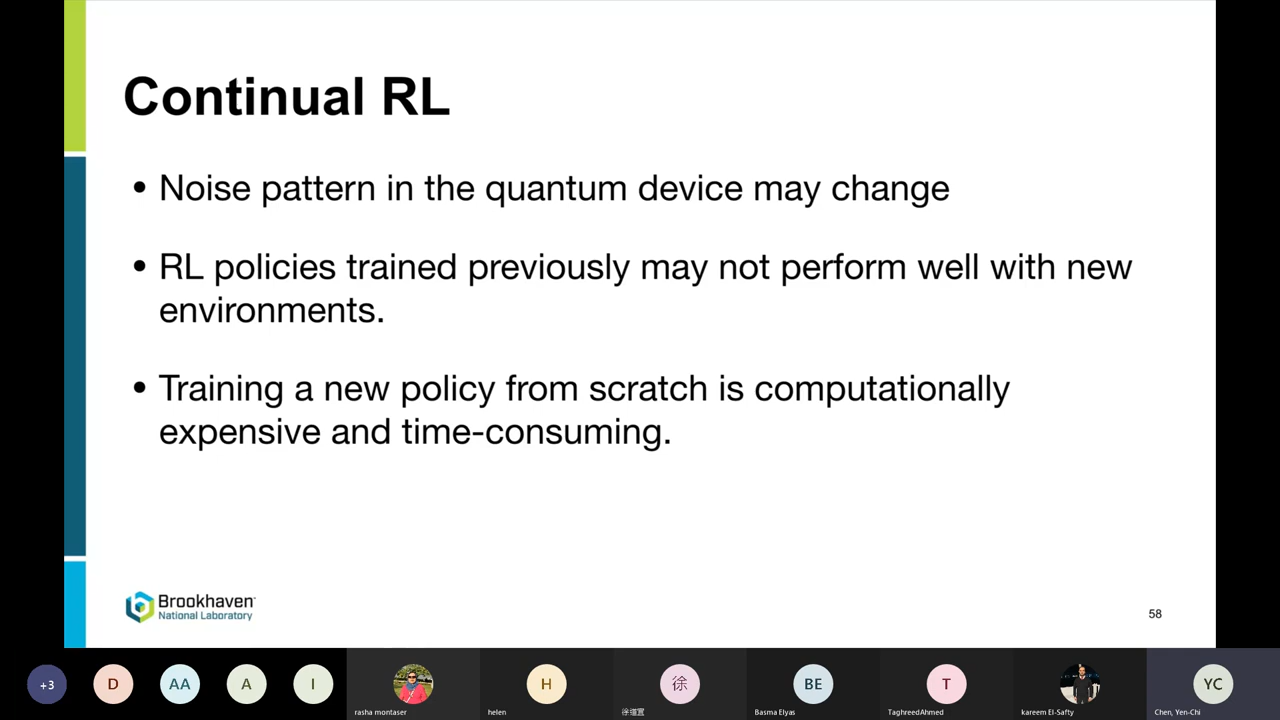 Continual RL
• Noise pattern in the quantum device may change
• RL policies trained previously may not perform well with new
environments.
• Training a new policy from scratch is computationally
expensive and time-consuming.
Brookhaven
National Laboratory
58
+3
D
AA
A
I
H
徐
BE
T
YC
rasha montaser
helen
Basma Elyas
TaghreedAhmed
kareem El-Safty
Chen, Yen-Chi